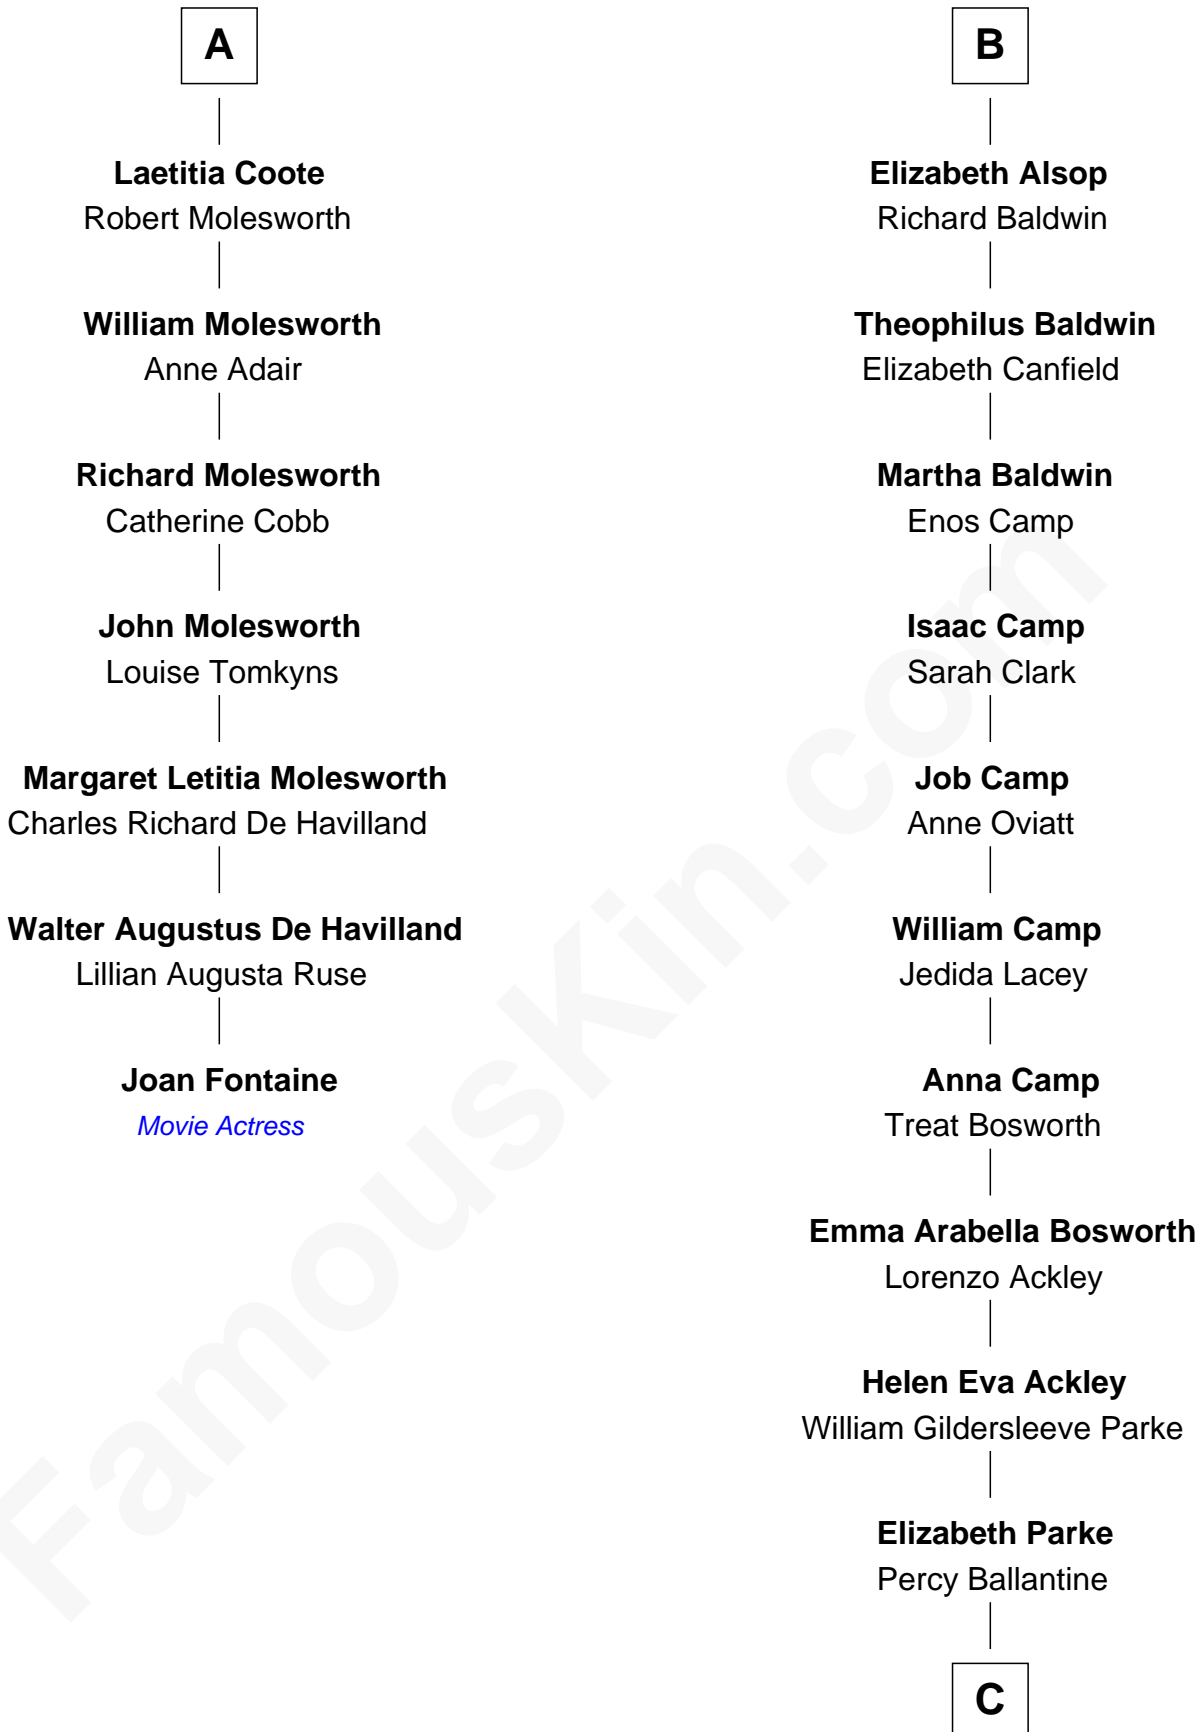 A
Laetitia Coote
Robert Molesworth
William Molesworth
Anne Adair
Richard Molesworth
Catherine Cobb
John Molesworth
Louise Tomkyns
Margaret Letitia Molesworth
Charles Richard De Havilland
Walter Augustus De Havilland
Lillian Augusta Ruse
Joan Fontaine
Movie Actress
B
Elizabeth Alsop
Richard Baldwin
Theophilus Baldwin
Elizabeth Canfield
Martha Baldwin
Enos Camp
Isaac Camp
Sarah Clark
Job Camp
Anne Oviatt
William Camp
Jedida Lacey
Anna Camp
Treat Bosworth
Emma Arabella Bosworth
Lorenzo Ackley
Helen Eva Ackley
William Gildersleeve Parke
Elizabeth Parke
Percy Ballantine
C
FamousKin.com